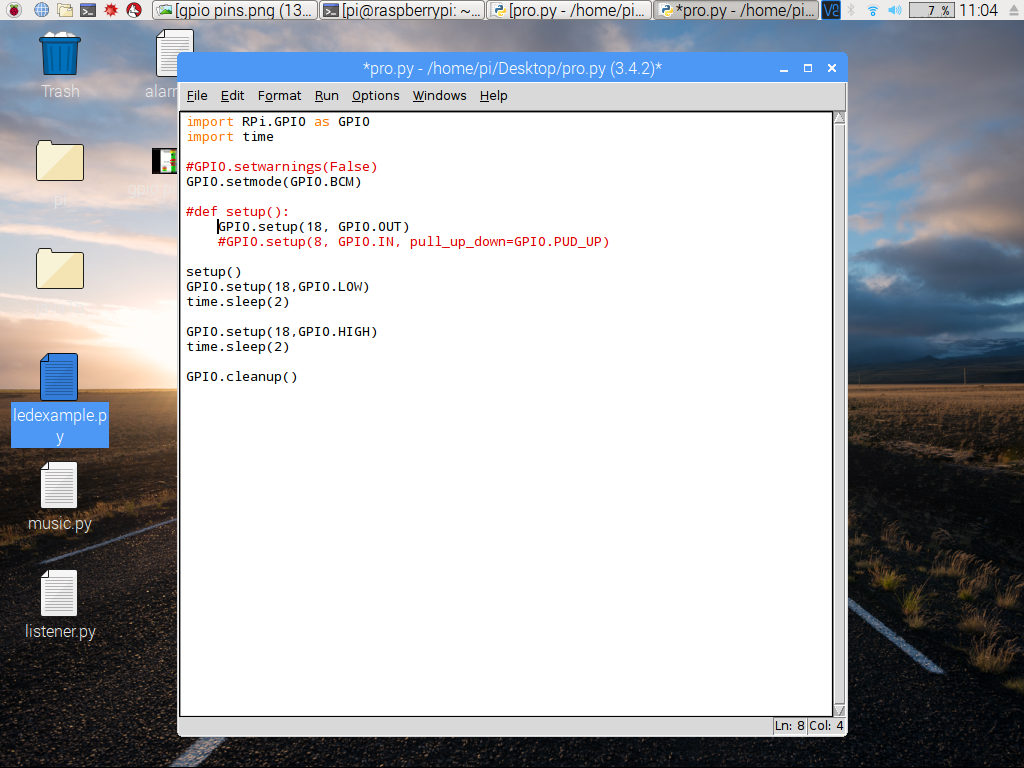 [gpio pins.png (13...
[pi@raspberrypi: ~...
[pro.py - /home/pi...
*pro.py - /home/pi...
7 %
11:04
Trash
ledexample.p
y
music.py
listener.py
*pro.py - /home/pi/Desktop/pro.py (3.4.2)*
File Edit Format Run Options Windows Help
import RPi.GPIO as GPIO
import time
#GPIO.setwarnings(False)
GPIO.setmode(GPIO.BCM)
#def setup():
GPIO.setup(18, GPIO.OUT)
#GPIO.setup(8, GPIO.IN, pull_up_down=GPIO.PUD_UP)
setup()
GPIO.setup(18,GPIO.LOW)
time.sleep(2)
GPIO.setup(18,GPIO.HIGH)
time.sleep(2)
GPIO.cleanup()
Ln: 8 Col: 4